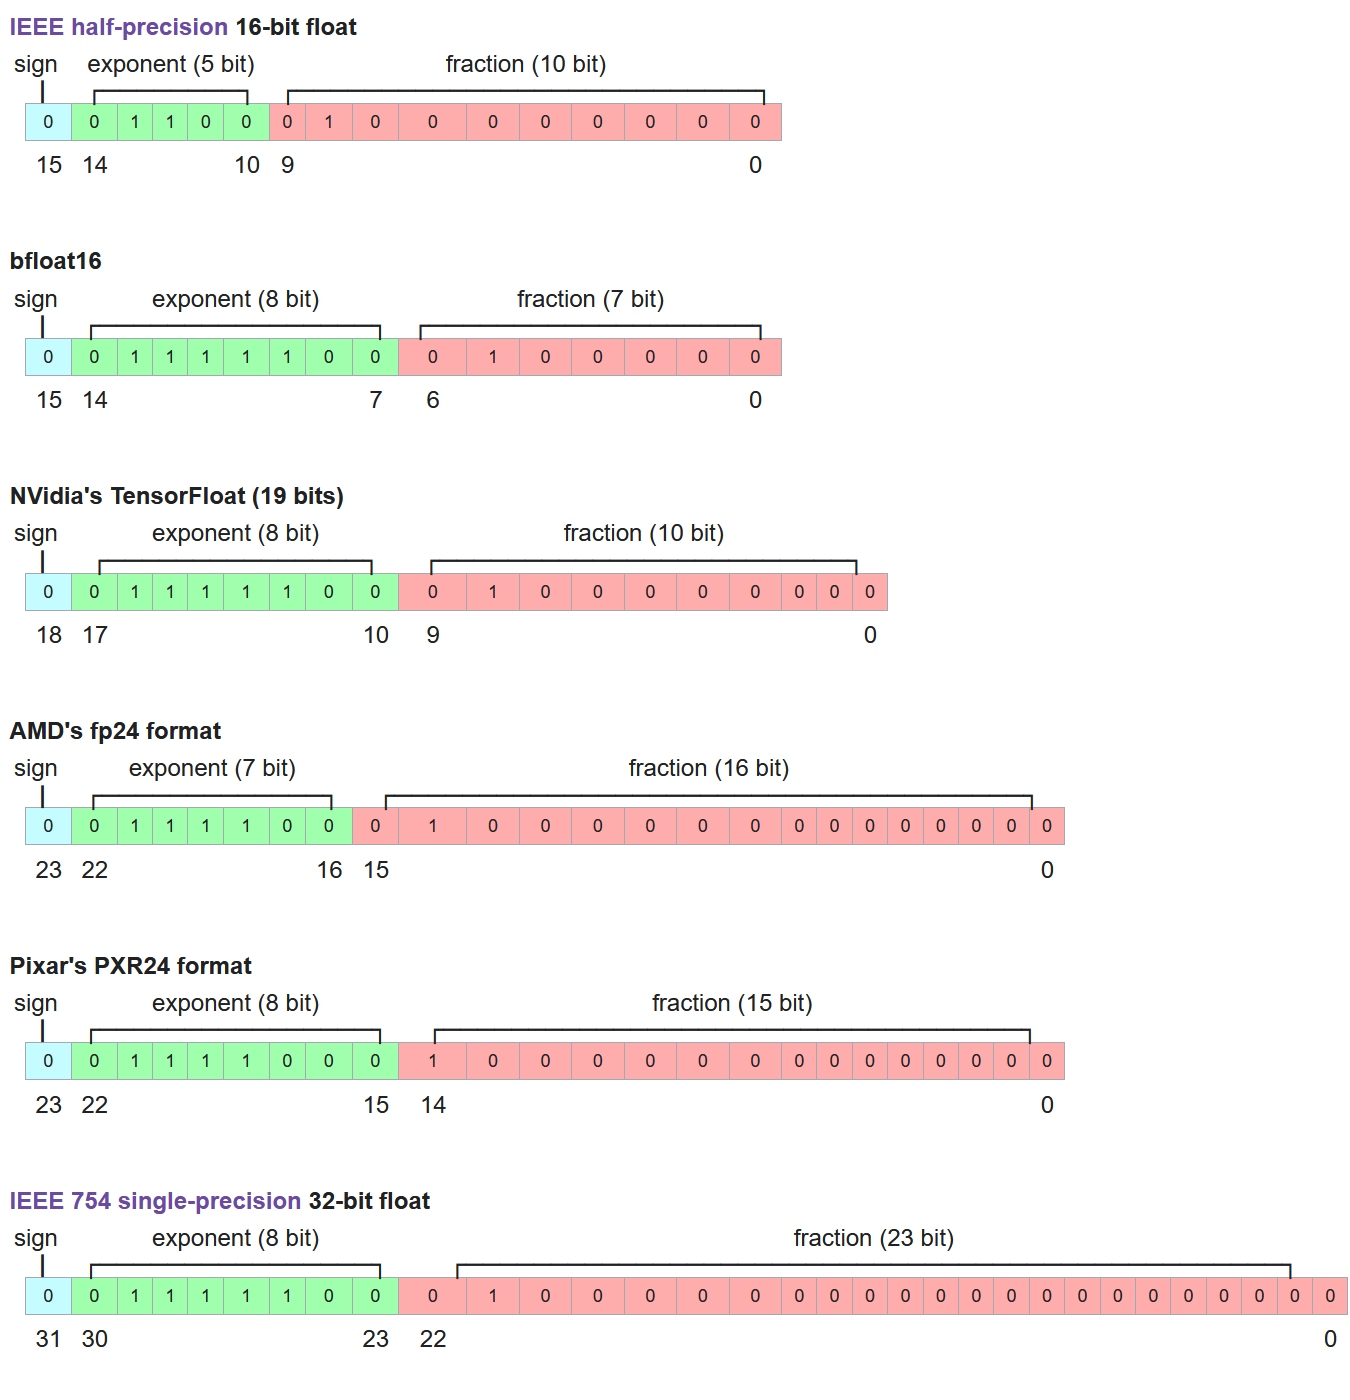 IEEE half-precision 16-bit float
sign exponent (5 bit) fraction (10 bit)
0 0 1 1 0 0 0 1 0 0 0 0 0 0 0 0
15 14 10 9 0
bfloat16
sign exponent (8 bit) fraction (7 bit)
0 0 1 1 1 1 1 0 0 0 1 0 0 0 0 0
15 14 7 6 0
NVidia's TensorFloat (19 bits)
sign exponent (8 bit) fraction (10 bit)
0 0 1 1 1 1 1 0 0 0 1 0 0 0 0 0 0 0 0
18 17 10 9 0
AMD's fp24 format
sign exponent (7 bit) fraction (16 bit)
0 0 1 1 1 1 0 0 0 1 0 0 0 0 0 0 0 0 0 0 0 0 0 0
23 22 16 15 0
Pixar's PXR24 format
sign exponent (8 bit) fraction (15 bit)
0 0 1 1 1 1 0 0 0 1 0 0 0 0 0 0 0 0 0 0 0 0 0 0
23 22 15 14 0
IEEE 754 single-precision 32-bit float
sign exponent (8 bit) fraction (23 bit)
0 0 1 1 1 1 1 0 0 0 1 0 0 0 0 0 0 0 0 0 0 0 0 0 0 0 0 0 0 0 0 0
31 30 23 22 0